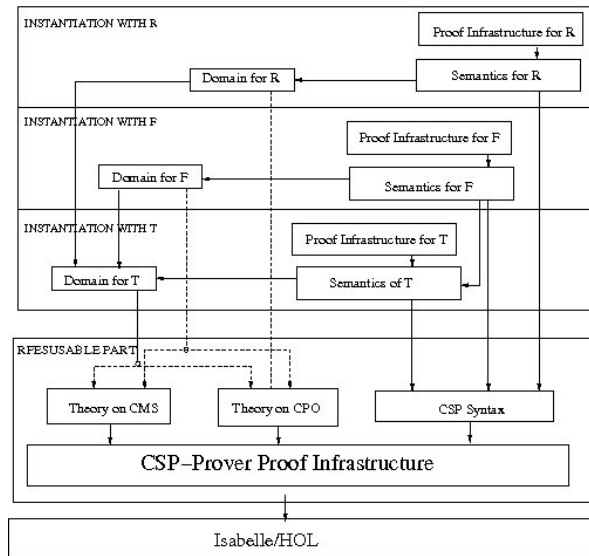 INSTANTIATION WITH R
Proof Infrastructure for R
Domain for R
Semantics for R
INSTANTIATION WITH F
Proof Infrastructure for F
Domain for F
Semantics for F
INSTANTIATION WITH T
Proof Infrastructure for T
Domain for T
Semantics of T
RFESUSABLE PART
Theory on CMS
Theory on CPO
CSP Syntax
CSP–Prover Proof Infrastructure
Isabelle/HOL